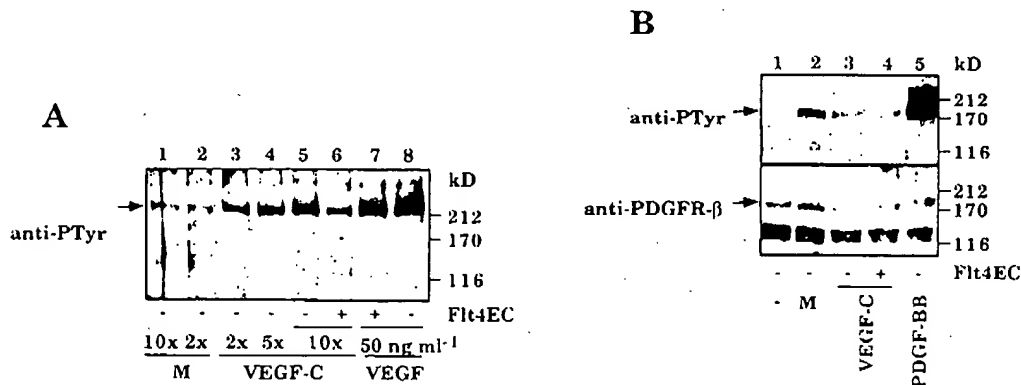 A
1 2 3 4 5 6 7 8
kD
anti-PTyr
212
170
116
- - - - - + + - Flt4EC
10x 2x 2x 5x 10x 50 ng ml-1
M VEGF-C VEGF
B
1 2 3 4 5 kD
anti-PTyr
212
170
116
anti-PDGFR-β
212
170
116
- + Flt4EC
- M VEGF-C PDGF-BB